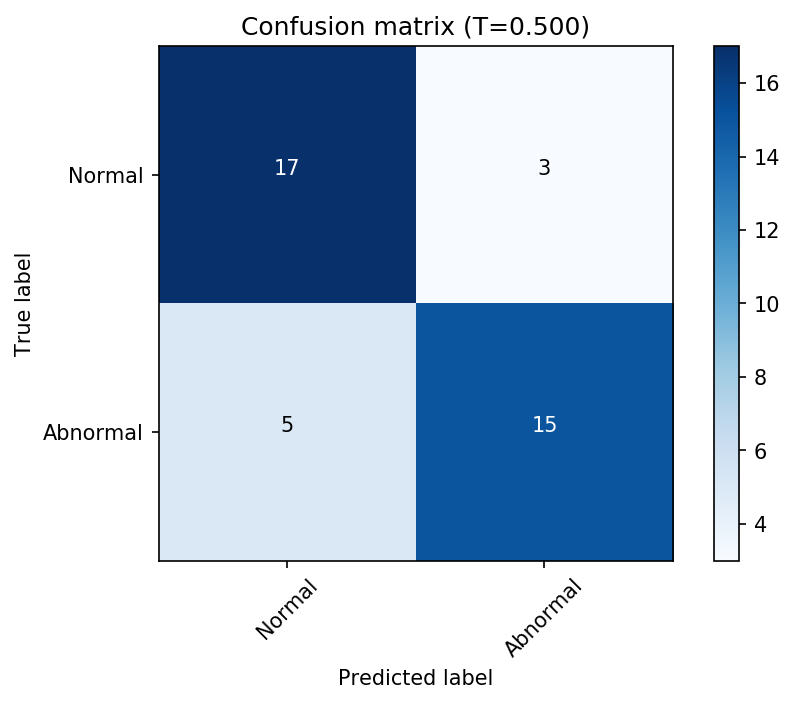 Confusion matrix (T=0.500)
True label
Normal
17
3
Abnormal
5
15
Normal
Abnormal
Predicted label
16
14
12
10
8
6
4